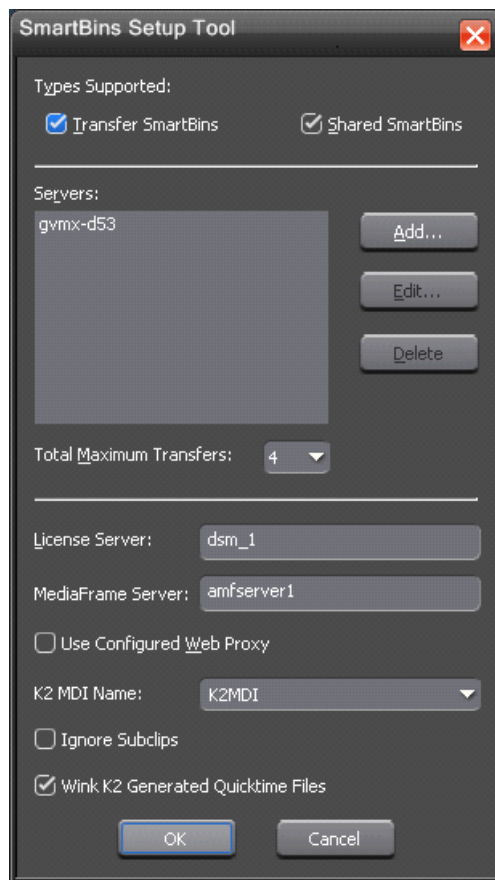 SmartBins Setup Tool
Types Supported:
Transfer SmartBins
Shared SmartBins
Servers:
gvmx-d53
Add...
Edit...
Delete
Total Maximum Transfers:
4
License Server:
dsm_1
MediaFrame Server:
amfserver1
Use Configured Web Proxy
K2 MDI Name:
K2MDI
Ignore Subclips
Wink K2 Generated Quicktime Files
OK
Cancel